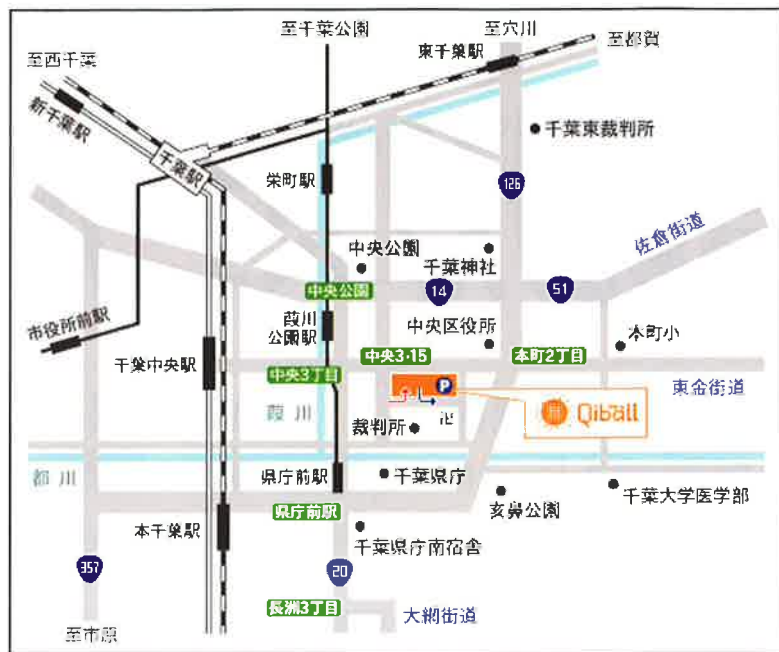 至千葉公園
至穴川
至都賀
至西千葉
東千葉駅
新千葉駅
千葉駅
千葉東裁判所
栄町駅
126
佐倉街道
中央公園
千葉神社
中央公園
14
51
市役所前駅
葭川
公園駅
中央区役所
本町小
千葉中央駅
中央3・15
本町2丁目
中央3丁目
P
東金街道
葭川
卍
Qiball
裁判所
都川
県庁前駅
千葉県庁
千葉大学医学部
亥鼻公園
県庁前駅
本千葉駅
千葉県庁南宿舎
357
20
長洲3丁目
大網街道
至市原